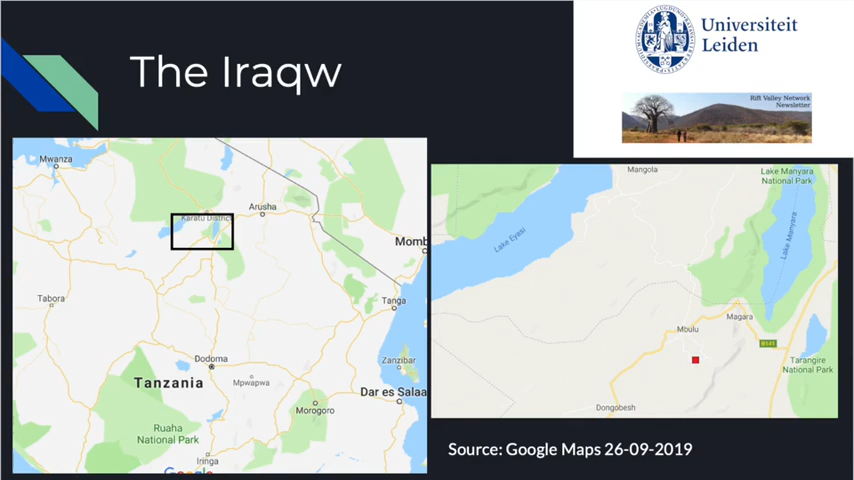 The Iraqw
Universiteit
Leiden
Rift Valley Network
Newsletter
Mwanza
Karatu District
Arusha
Momb
Tabora
Tanga
Dodoma
Zanzibar
Tanzania
Mpwapwa
Dar es Salaa
Morogoro
Ruaha
National Park
Iringa
Google
Mangola
Lake Manyara
National Park
Lake Eyasi
Lake Manyara
Magara
Mbulu
B141
Tarangire
National Park
Dongobesh
Source: Google Maps 26-09-2019